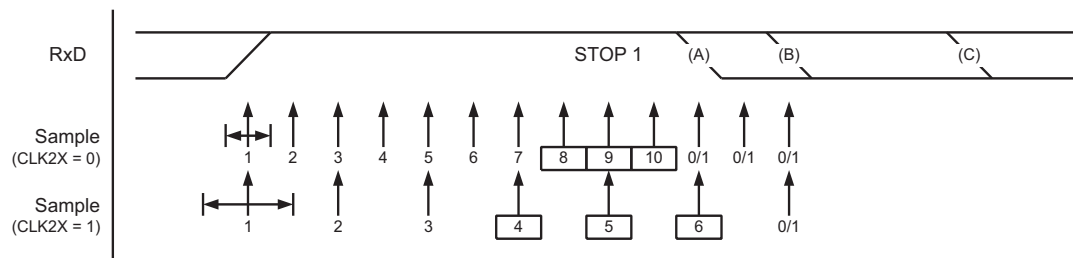 RxD STOP 1 (A) (B) (C)
Sample
(CLK2X = 0)
1 2 3 4 5 6 7 8 9 10 0/1 0/1 0/1
Sample
(CLK2X = 1)
1 2 3 4 5 6 0/1